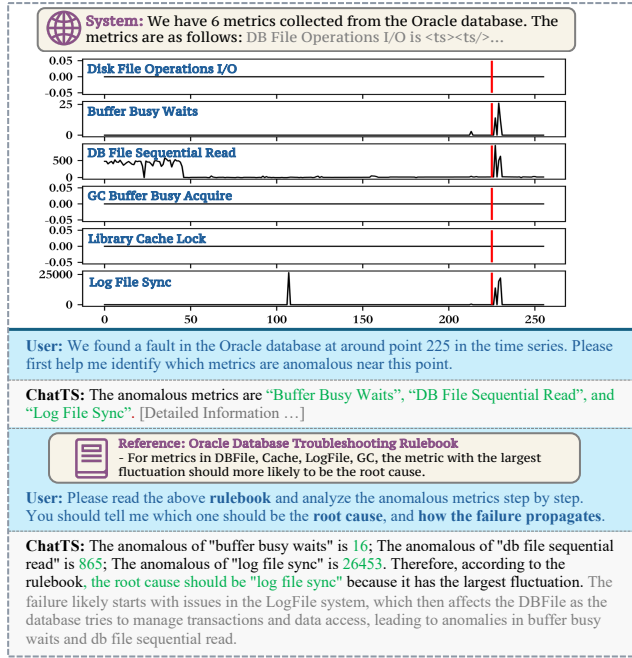 System: We have 6 metrics collected from the Oracle database. The
metrics are as follows: DB File Operations I/O is <ts><ts/>...
0.05
0.00
-0.05
Disk File Operations I/O
25
0
Buffer Busy Waits
500
0
DB File Sequential Read
0.05
0.00
-0.05
GC Buffer Busy Acquire
0.05
0.00
-0.05
Library Cache Lock
25000
0
Log File Sync
0 50 100 150 200 250
User: We found a fault in the Oracle database at around point 225 in the time series. Please
first help me identify which metrics are anomalous near this point.
ChatTS: The anomalous metrics are “Buffer Busy Waits”, “DB File Sequential Read”, and
“Log File Sync”. [Detailed Information …]
Reference: Oracle Database Troubleshooting Rulebook
- For metrics in DBFile, Cache, LogFile, GC, the metric with the largest
fluctuation should more likely to be the root cause.
User: Please read the above rulebook and analyze the anomalous metrics step by step.
You should tell me which one should be the root cause, and how the failure propagates.
ChatTS: The anomalous of "buffer busy waits" is 16; The anomalous of "db file sequential
read" is 865; The anomalous of "log file sync" is 26453. Therefore, according to the
rulebook, the root cause should be "log file sync" because it has the largest fluctuation. The
failure likely starts with issues in the LogFile system, which then affects the DBFile as the
database tries to manage transactions and data access, leading to anomalies in buffer busy
waits and db file sequential read.